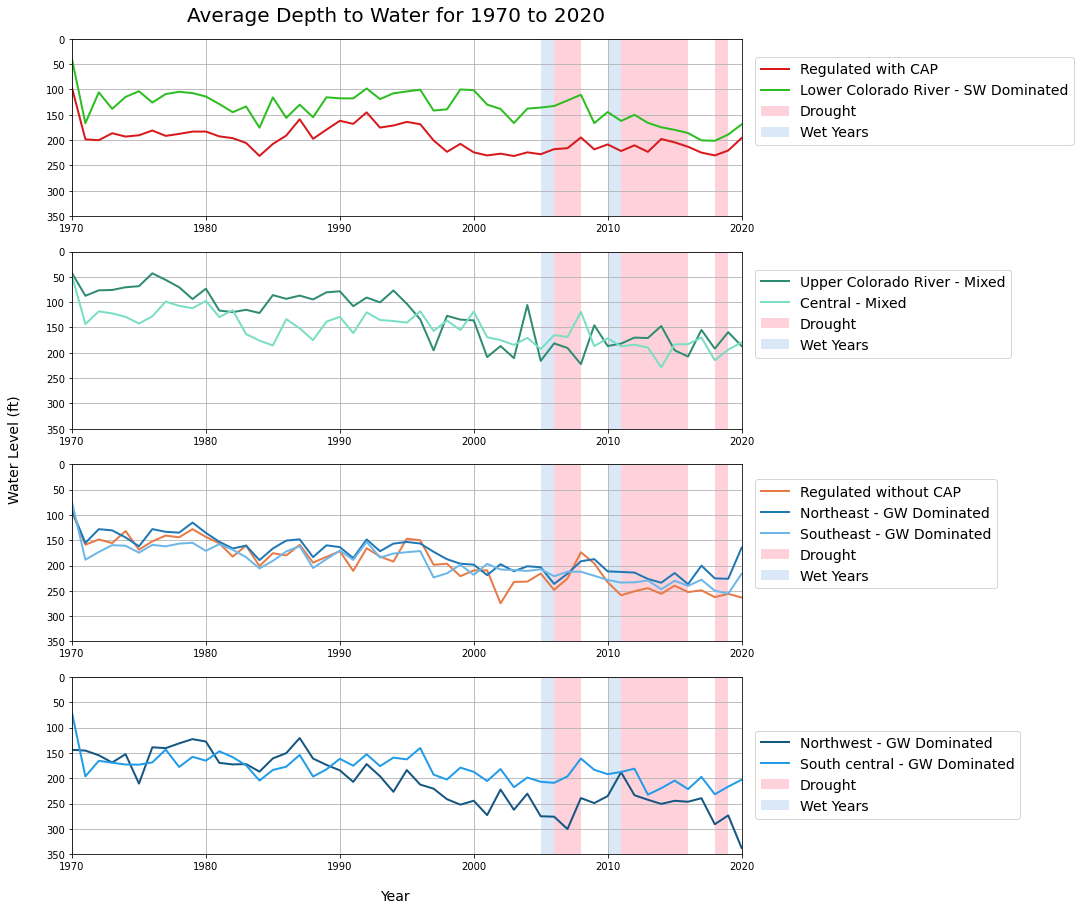 Average Depth to Water for 1970 to 2020
0
50
100
150
200
250
300
350
1970
1980
1990
2000
2010
2020
Regulated with CAP
Lower Colorado River - SW Dominated
Drought
Wet Years
0
50
100
150
200
250
300
350
1970
1980
1990
2000
2010
2020
Upper Colorado River - Mixed
Central - Mixed
Drought
Wet Years
Water Level (ft)
0
50
100
150
200
250
300
350
1970
1980
1990
2000
2010
2020
Regulated without CAP
Northeast - GW Dominated
Southeast - GW Dominated
Drought
Wet Years
0
50
100
150
200
250
300
350
1970
1980
1990
2000
2010
2020
Northwest - GW Dominated
South central - GW Dominated
Drought
Wet Years
Year